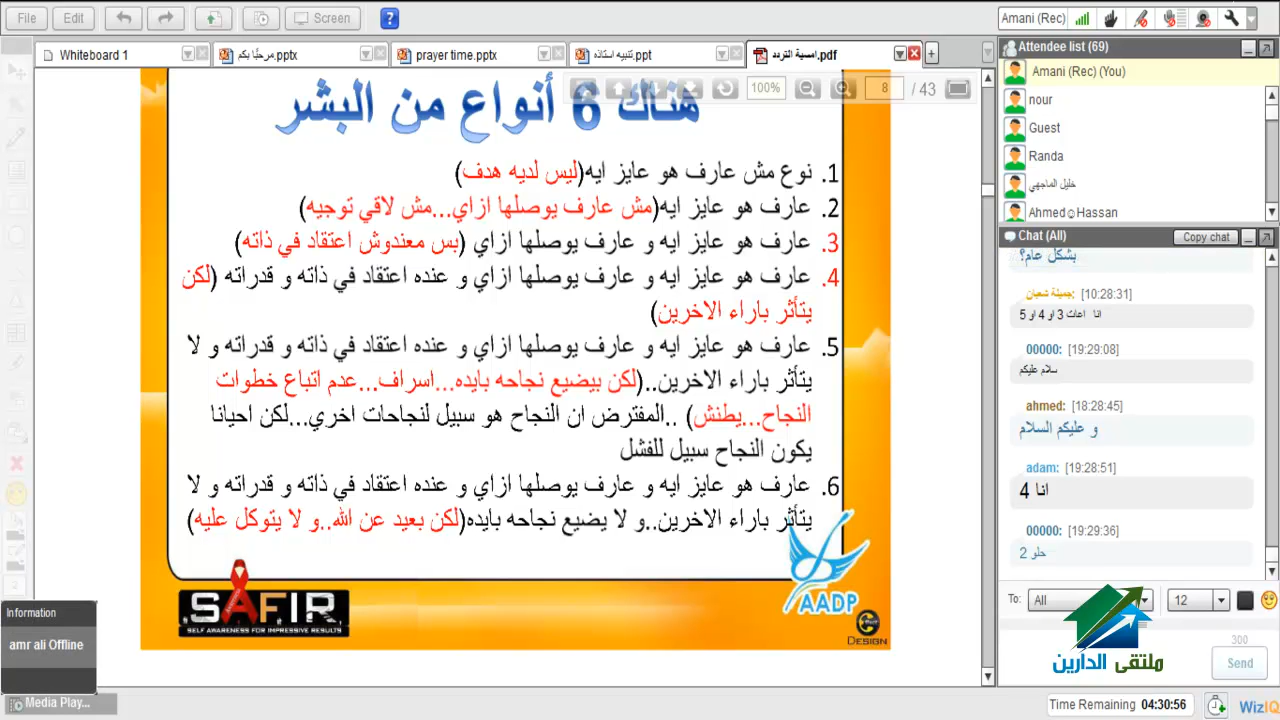 File
Edit
Screen
?
Amani (Rec)
Whiteboard 1
مرحبًا بكم.pptx
prayer time.pptx
تنبيه استاذه.ppt
امسية التردد.pdf
100%
8 / 43
هناك 6 أنواع من البشر
1. نوع مش عارف هو عايز ايه(ليس لديه هدف)
2. عارف هو عايز ايه(مش عارف يوصلها ازاي...مش لاقي توجيه)
3. عارف هو عايز ايه و عارف يوصلها ازاي (بس معندوش اعتقاد في ذاته)
4. عارف هو عايز ايه و عارف يوصلها ازاي و عنده اعتقاد في ذاته و قدراته (لكن
يتأثر باراء الاخرين)
5. عارف هو عايز ايه و عارف يوصلها ازاي و عنده اعتقاد في ذاته و قدراته و لا
يتأثر باراء الاخرين..(لكن بيضيع نجاحه بايده...اسراف...عدم اتباع خطوات
النجاح...يطنش) ..المفترض ان النجاح هو سبيل لنجاحات اخري...لكن احيانا
يكون النجاح سبيل للفشل
6. عارف هو عايز ايه و عارف يوصلها ازاي و عنده اعتقاد في ذاته و قدراته و لا
يتأثر باراء الاخرين..و لا يضيع نجاحه بايده(لكن بعيد عن الله..و لا يتوكل عليه)
SAFIR
SELF AWARENESS FOR IMPRESSIVE RESULTS
AADP
DESIGN
Information
amr ali Offline
Media Play...
Attendee list (69)
Amani (Rec) (You)
nour
Guest
Randa
خليل الماجهي
Ahmed☺Hassan
Chat (All)
Copy chat
بشكل عام؟
جميلة شعبان: [10:28:31]
انا اعات 3 او 4 او 5
00000: [19:29:08]
سلام عليكم
ahmed: [18:28:45]
و عليكم السلام
adam: [19:28:51]
انا 4
00000: [19:29:36]
حلو 2
To:
All
12
300
Send
ملتقى الدارين
Time Remaining 04:30:56
WizIQ